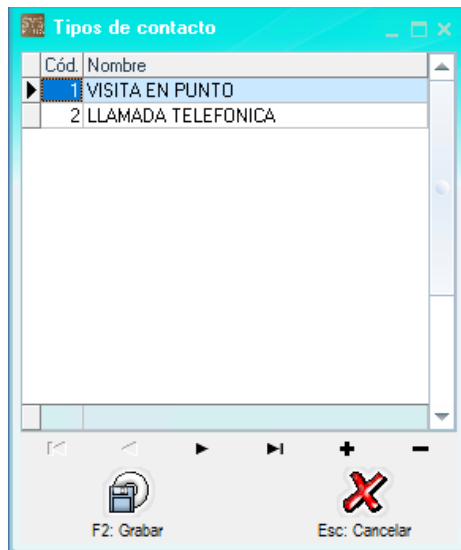 Tipos de contacto
Cód. Nombre
1 VISITA EN PUNTO
2 LLAMADA TELEFONICA
F2: Grabar Esc: Cancelar